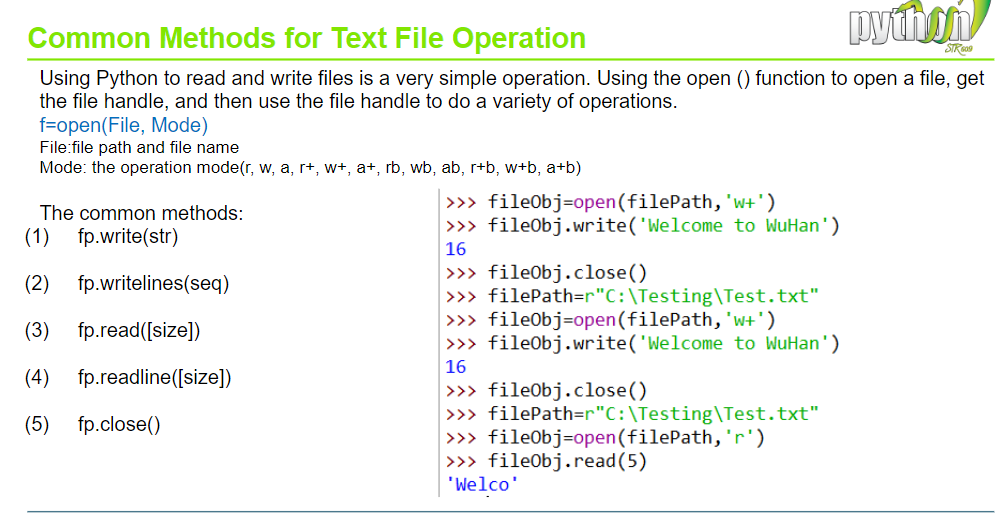 Common Methods for Text File Operation
python
STR609
Using Python to read and write files is a very simple operation. Using the open () function to open a file, get
the file handle, and then use the file handle to do a variety of operations.
f=open(File, Mode)
File:file path and file name
Mode: the operation mode(r, w, a, r+, w+, a+, rb, wb, ab, r+b, w+b, a+b)
The common methods:
(1) fp.write(str)
(2) fp.writelines(seq)
(3) fp.read([size])
(4) fp.readline([size])
(5) fp.close()
>>> fileObj=open(filePath,'w+')
>>> fileObj.write('Welcome to WuHan')
16
>>> fileObj.close()
>>> filePath=r"C:\Testing\Test.txt"
>>> fileObj=open(filePath,'w+')
>>> fileObj.write('Welcome to WuHan')
16
>>> fileObj.close()
>>> filePath=r"C:\Testing\Test.txt"
>>> fileObj=open(filePath,'r')
>>> fileObj.read(5)
'Welco'